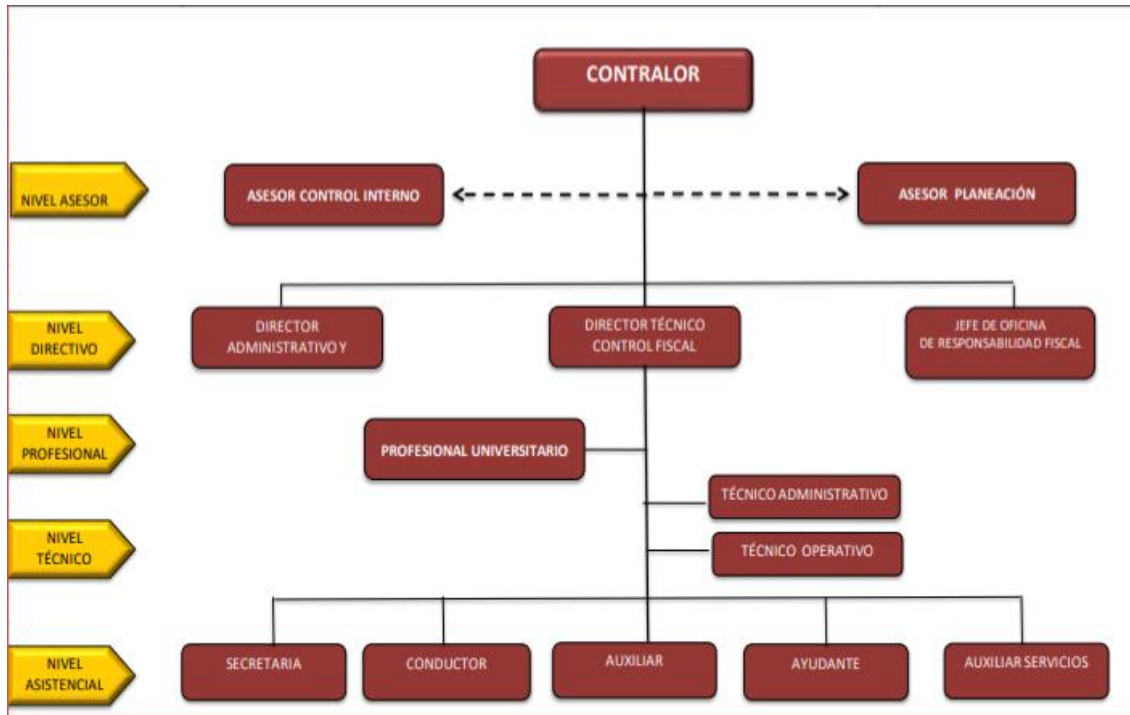 CONTRALOR
NIVEL ASESOR
ASESOR CONTROL INTERNO
ASESOR PLANEACIÓN
NIVEL
DIRECTIVO
DIRECTOR
ADMINISTRATIVO Y
DIRECTOR TÉCNICO
CONTROL FISCAL
JEFE DE OFICINA
DE RESPONSABILIDAD FISCAL
NIVEL
PROFESIONAL
PROFESIONAL UNIVERSITARIO
TÉCNICO ADMINISTRATIVO
NIVEL
TÉCNICO
TÉCNICO OPERATIVO
NIVEL
ASISTENCIAL
SECRETARIA
CONDUCTOR
AUXILIAR
AYUDANTE
AUXILIAR SERVICIOS